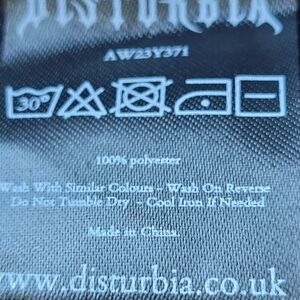 DISTURBIA
AW23Y371
30°
100% polyester
Wash With Similar Colours - Wash On Reverse
Do Not Tumble Dry - Cool Iron If Needed
Made in China
www.disturbia.co.uk